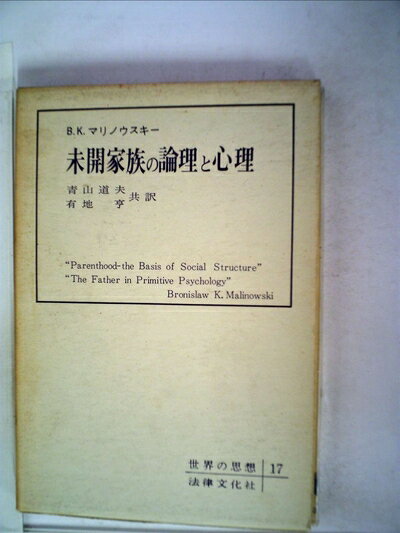 B.K.マリノウスキー
未開家族の論理と心理
青山道夫
有地 亨 共訳
“Parenthood-the Basis of Social Structure”
“The Father in Primitive Psychology”
Bronislaw K. Malinowski
世界の思想 17
法律文化社